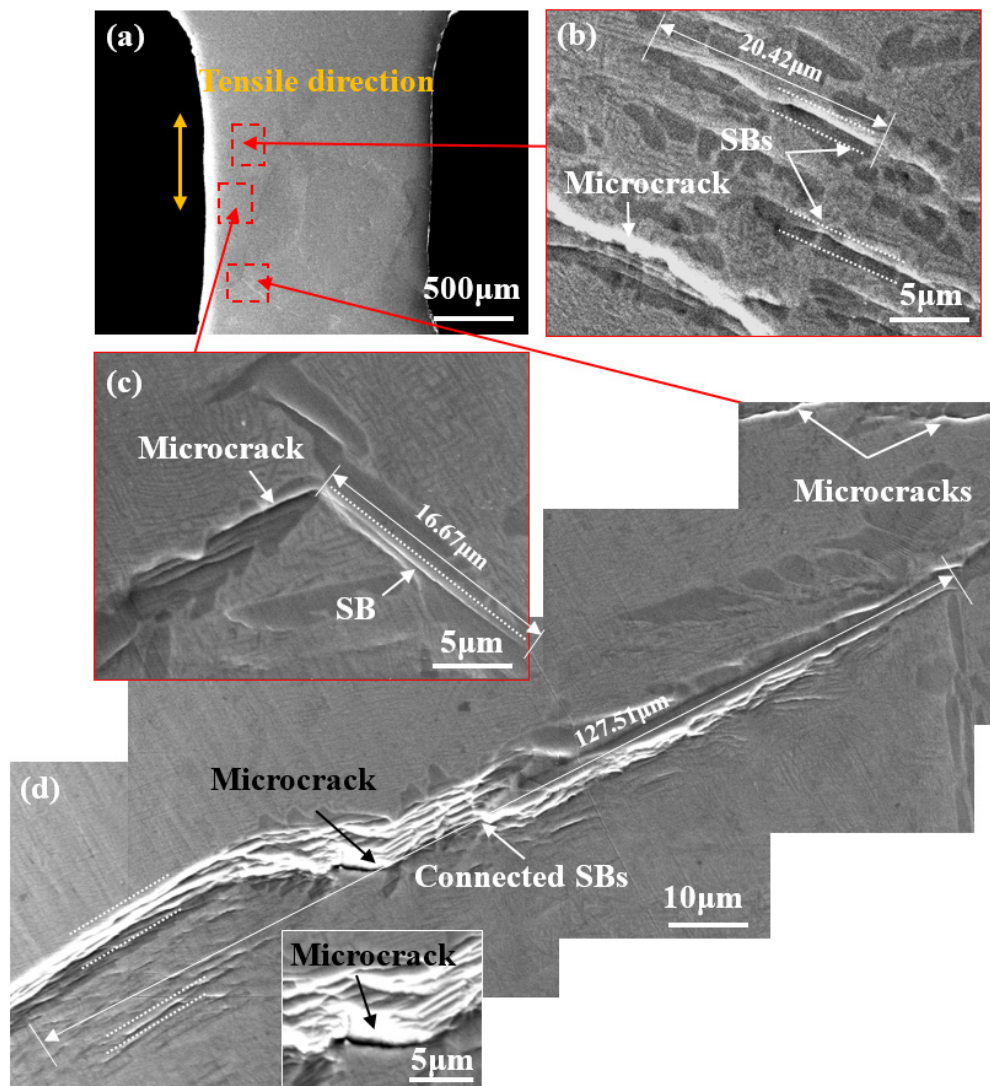 (a)
Tensile direction
500μm
(b)
20.42μm
SBs
Microcrack
5μm
(c)
Microcrack
16.67μm
SB
5μm
Microcracks
(d)
127.51μm
Microcrack
Connected SBs
10μm
Microcrack
5μm